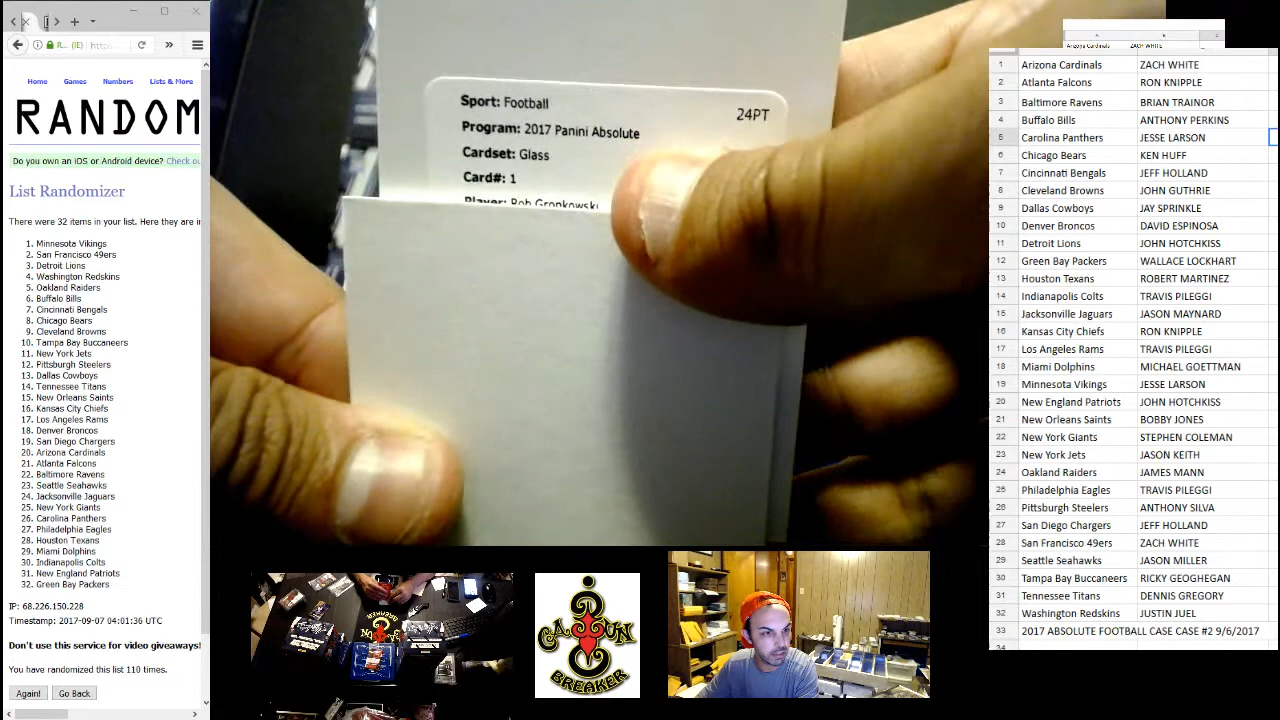 R... (IE) https:
Home Games Numbers Lists & More
RANDOM
Do you own an iOS or Android device? Check ou
List Randomizer
There were 32 items in your list. Here they are i
1. Minnesota Vikings
2. San Francisco 49ers
3. Detroit Lions
4. Washington Redskins
5. Oakland Raiders
6. Buffalo Bills
7. Cincinnati Bengals
8. Chicago Bears
9. Cleveland Browns
10. Tampa Bay Buccaneers
11. New York Jets
12. Pittsburgh Steelers
13. Dallas Cowboys
14. Tennessee Titans
15. New Orleans Saints
16. Kansas City Chiefs
17. Los Angeles Rams
18. Denver Broncos
19. San Diego Chargers
20. Arizona Cardinals
21. Atlanta Falcons
22. Baltimore Ravens
23. Seattle Seahawks
24. Jacksonville Jaguars
25. New York Giants
26. Carolina Panthers
27. Philadelphia Eagles
28. Houston Texans
29. Miami Dolphins
30. Indianapolis Colts
31. New England Patriots
32. Green Bay Packers
IP: 68.226.150.228
Timestamp: 2017-09-07 04:01:36 UTC
Don't use this service for video giveaways!
You have randomized this list 110 times.
Again! Go Back
Sport: Football
24PT
Program: 2017 Panini Absolute
Cardset: Glass
Card#: 1
Player: Rob Gronkowski
CAJUN
BREAKER
Arizona Cardinals ZACH WHITE
1 Arizona Cardinals ZACH WHITE
2 Atlanta Falcons RON KNIPPLE
3 Baltimore Ravens BRIAN TRAINOR
4 Buffalo Bills ANTHONY PERKINS
5 Carolina Panthers JESSE LARSON
6 Chicago Bears KEN HUFF
7 Cincinnati Bengals JEFF HOLLAND
8 Cleveland Browns JOHN GUTHRIE
9 Dallas Cowboys JAY SPRINKLE
10 Denver Broncos DAVID ESPINOSA
11 Detroit Lions JOHN HOTCHKISS
12 Green Bay Packers WALLACE LOCKHART
13 Houston Texans ROBERT MARTINEZ
14 Indianapolis Colts TRAVIS PILEGGI
15 Jacksonville Jaguars JASON MAYNARD
16 Kansas City Chiefs RON KNIPPLE
17 Los Angeles Rams TRAVIS PILEGGI
18 Miami Dolphins MICHAEL GOETTMAN
19 Minnesota Vikings JESSE LARSON
20 New England Patriots JOHN HOTCHKISS
21 New Orleans Saints BOBBY JONES
22 New York Giants STEPHEN COLEMAN
23 New York Jets JASON KEITH
24 Oakland Raiders JAMES MANN
25 Philadelphia Eagles TRAVIS PILEGGI
26 Pittsburgh Steelers ANTHONY SILVA
27 San Diego Chargers JEFF HOLLAND
28 San Francisco 49ers ZACH WHITE
29 Seattle Seahawks JASON MILLER
30 Tampa Bay Buccaneers RICKY GEOGHEGAN
31 Tennessee Titans DENNIS GREGORY
32 Washington Redskins JUSTIN JUEL
33 2017 ABSOLUTE FOOTBALL CASE CASE #2 9/6/2017
34